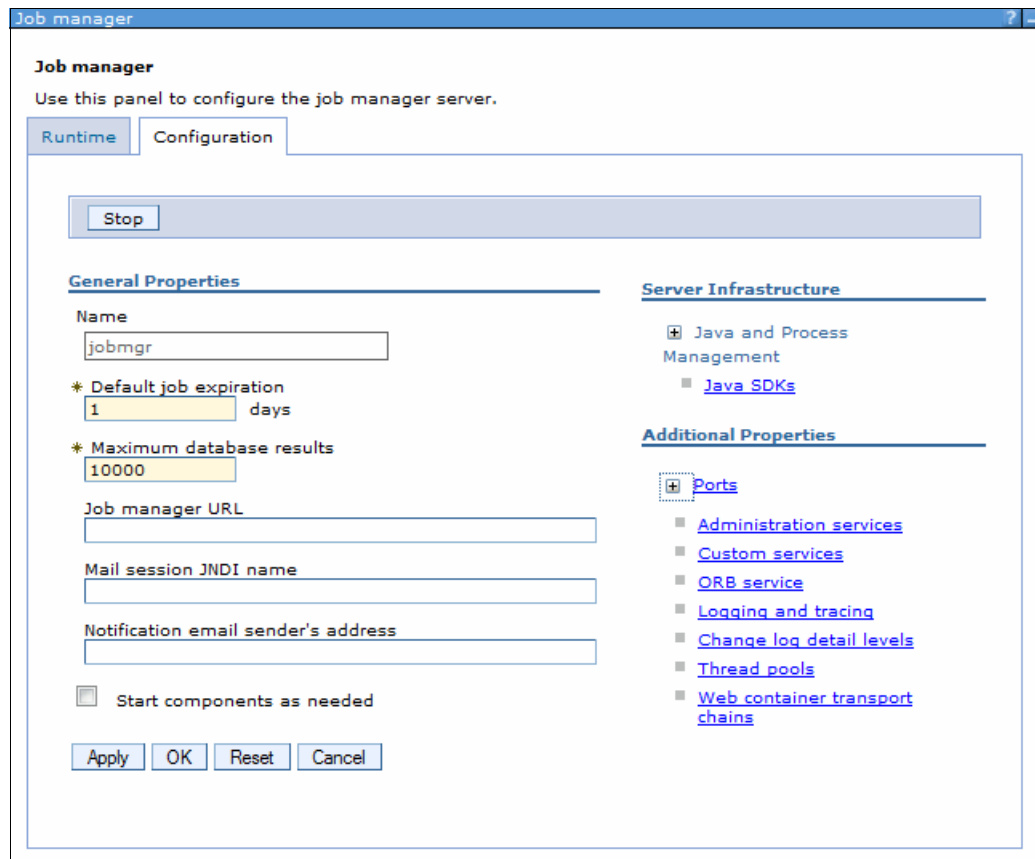 Job manager
?
Job manager
Use this panel to configure the job manager server.
Runtime
Configuration
Stop
General Properties
Name
jobmgr
* Default job expiration
1 days
* Maximum database results
10000
Job manager URL
Mail session JNDI name
Notification email sender's address
Start components as needed
Apply
OK
Reset
Cancel
Server Infrastructure
Java and Process
Management
Java SDKs
Additional Properties
Ports
Administration services
Custom services
ORB service
Logging and tracing
Change log detail levels
Thread pools
Web container transport
chains